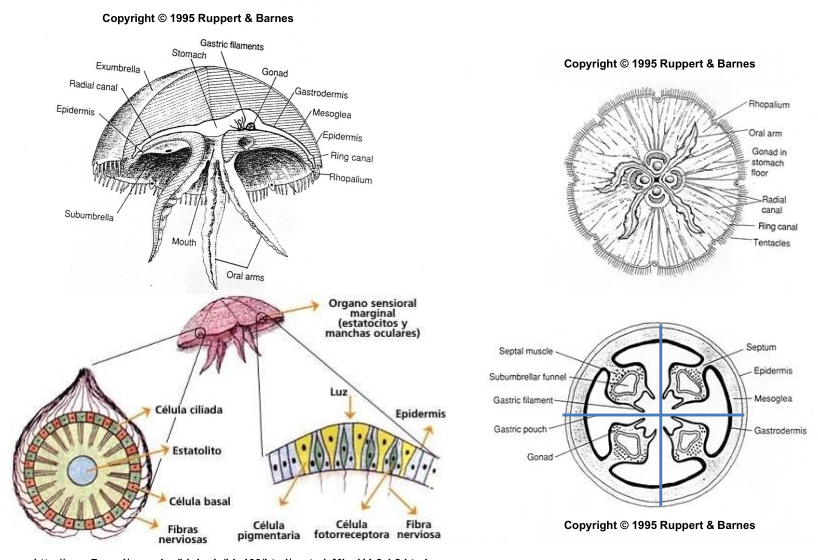 Copyright © 1995 Ruppert & Barnes
Gastric filaments
Stomach
Exumbrella
Gonad
Radial canal
Gastrodermis
Mesoglea
Epidermis
Epidermis
Ring canal
Rhopalium
Subumbrella
Mouth
Oral arms
Copyright © 1995 Ruppert & Barnes
Rhopalium
Oral arm
Gonad in
stomach
floor
Radial
canal
Ring canal
Tentacles
Organo sensioral
marginal
(estatocitos y
manchas oculares)
Luz
Epidermis
Célula ciliada
Estatolito
Célula basal
Fibras
nerviosas
Célula
pigmentaria
Célula
fotorreceptora
Fibra
nerviosa
Septal muscle
Septum
Subumbrellar funnel
Epidermis
Gastric filament
Mesoglea
Gastric pouch
Gastrodermis
Gonad
Copyright © 1995 Ruppert & Barnes